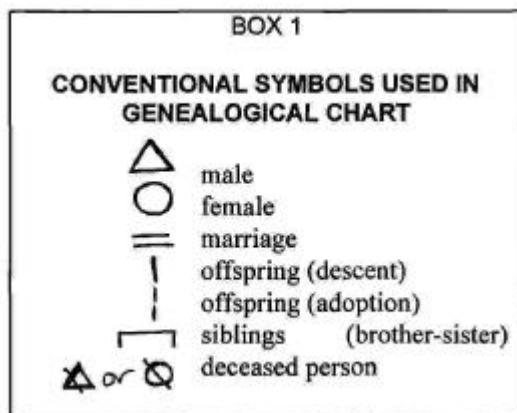 BOX 1
CONVENTIONAL SYMBOLS USED IN
GENEALOGICAL CHART
male
female
marriage
offspring (descent)
offspring (adoption)
siblings (brother-sister)
or deceased person